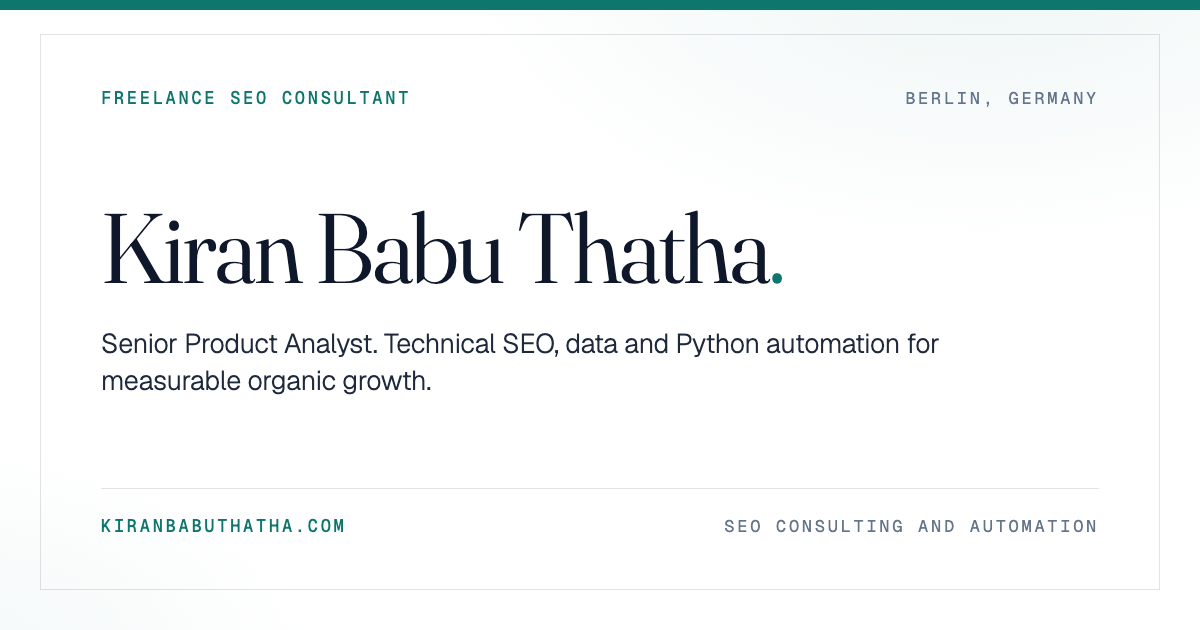 FREELANCE SEO CONSULTANT
BERLIN, GERMANY
Kiran Babu Thatha.
Senior Product Analyst. Technical SEO, data and Python automation for
measurable organic growth.
KIRANBABUTHATHA.COM
SEO CONSULTING AND AUTOMATION